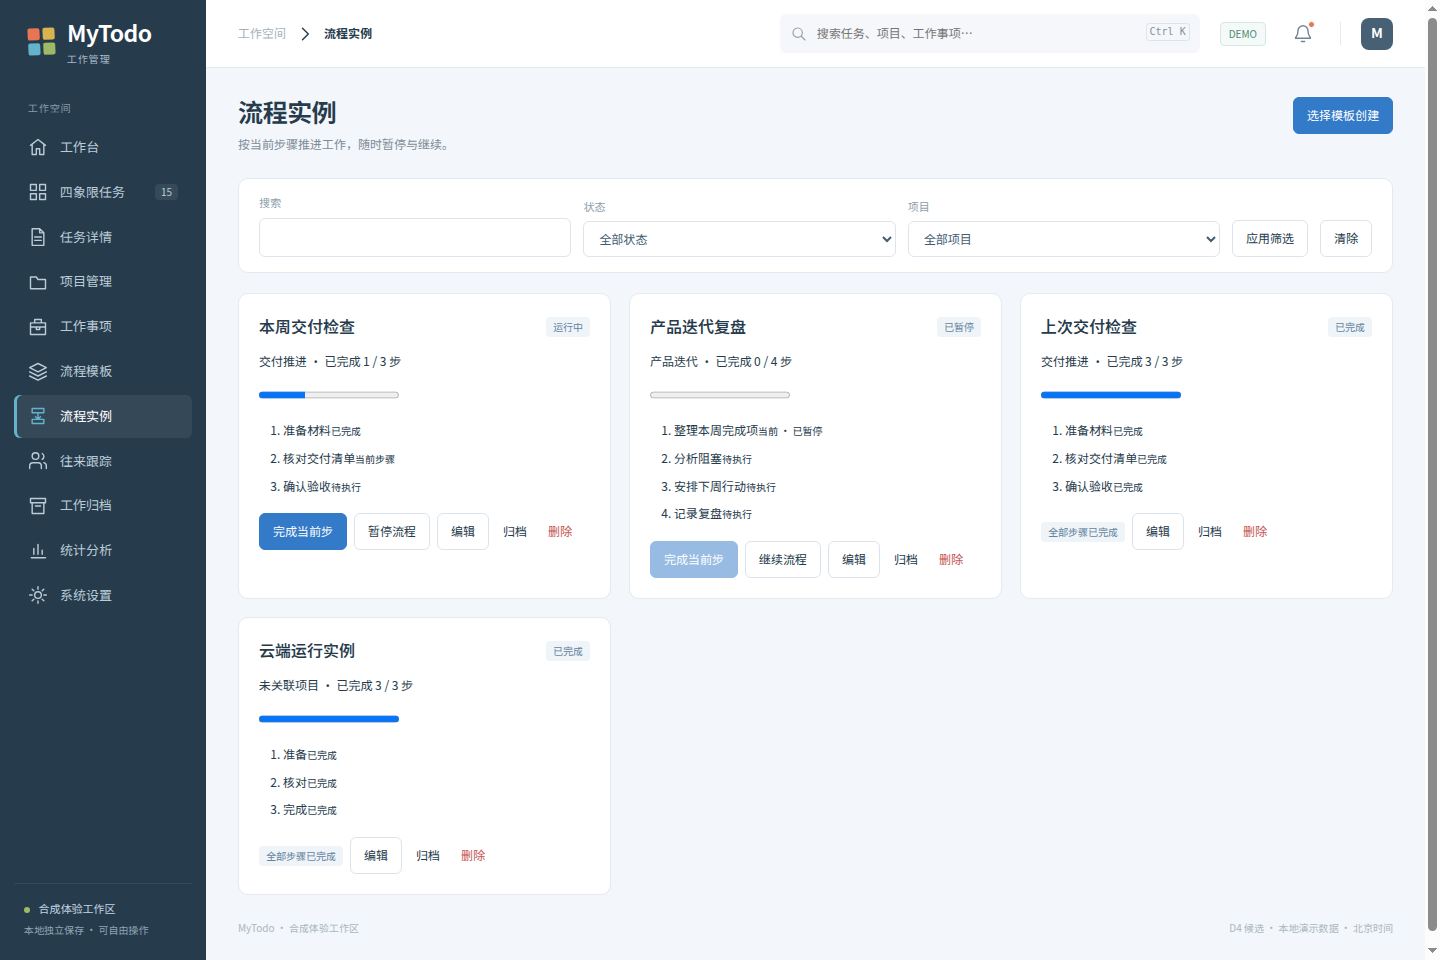 MyTodo
工作管理
工作空间
工作台
四象限任务 15
任务详情
项目管理
工作事项
流程模板
流程实例
往来跟踪
工作归档
统计分析
系统设置
合成体验工作区
本地独立保存 · 可自由操作
工作空间 流程实例
搜索任务、项目、工作事项… Ctrl K
DEMO
M
流程实例
按当前步骤推进工作，随时暂停与继续。
选择模板创建
搜索
状态
项目
全部状态
全部项目
应用筛选
清除
本周交付检查 运行中
交付推进 · 已完成 1 / 3 步
1. 准备材料已完成
2. 核对交付清单当前步骤
3. 确认验收待执行
完成当前步 暂停流程 编辑 归档 删除
产品迭代复盘 已暂停
产品迭代 · 已完成 0 / 4 步
1. 整理本周完成项当前 · 已暂停
2. 分析阻塞待执行
3. 安排下周行动待执行
4. 记录复盘待执行
完成当前步 继续流程 编辑 归档 删除
上次交付检查 已完成
交付推进 · 已完成 3 / 3 步
1. 准备材料已完成
2. 核对交付清单已完成
3. 确认验收已完成
全部步骤已完成 编辑 归档 删除
云端运行实例 已完成
未关联项目 · 已完成 3 / 3 步
1. 准备已完成
2. 核对已完成
3. 完成已完成
全部步骤已完成 编辑 归档 删除
MyTodo · 合成体验工作区
D4 候选 · 本地演示数据 · 北京时间